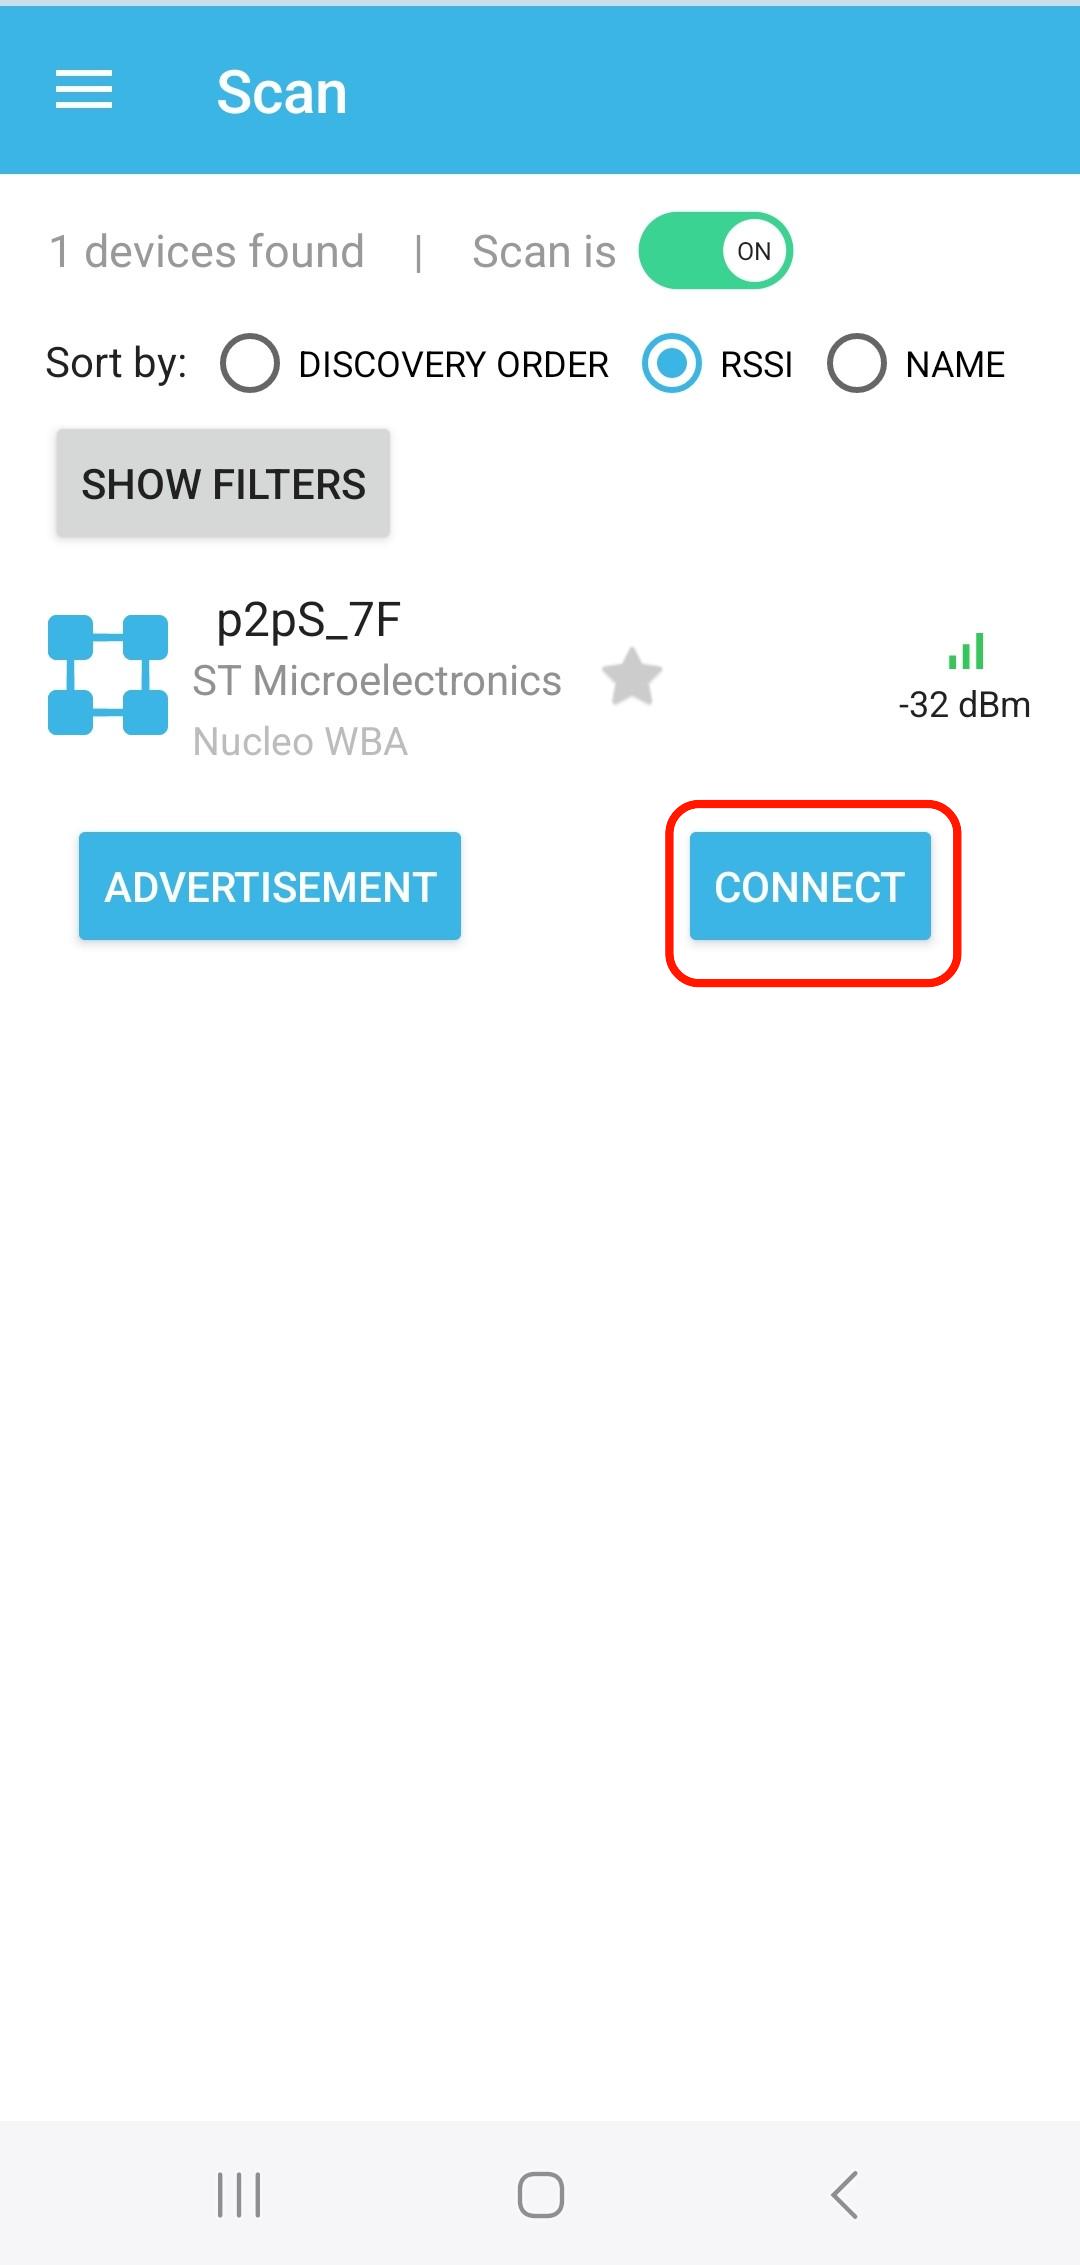 Scan
1 devices found | Scan is ON
Sort by: DISCOVERY ORDER RSSI NAME
SHOW FILTERS
p2pS_7F
ST Microelectronics
Nucleo WBA
-32 dBm
ADVERTISEMENT CONNECT